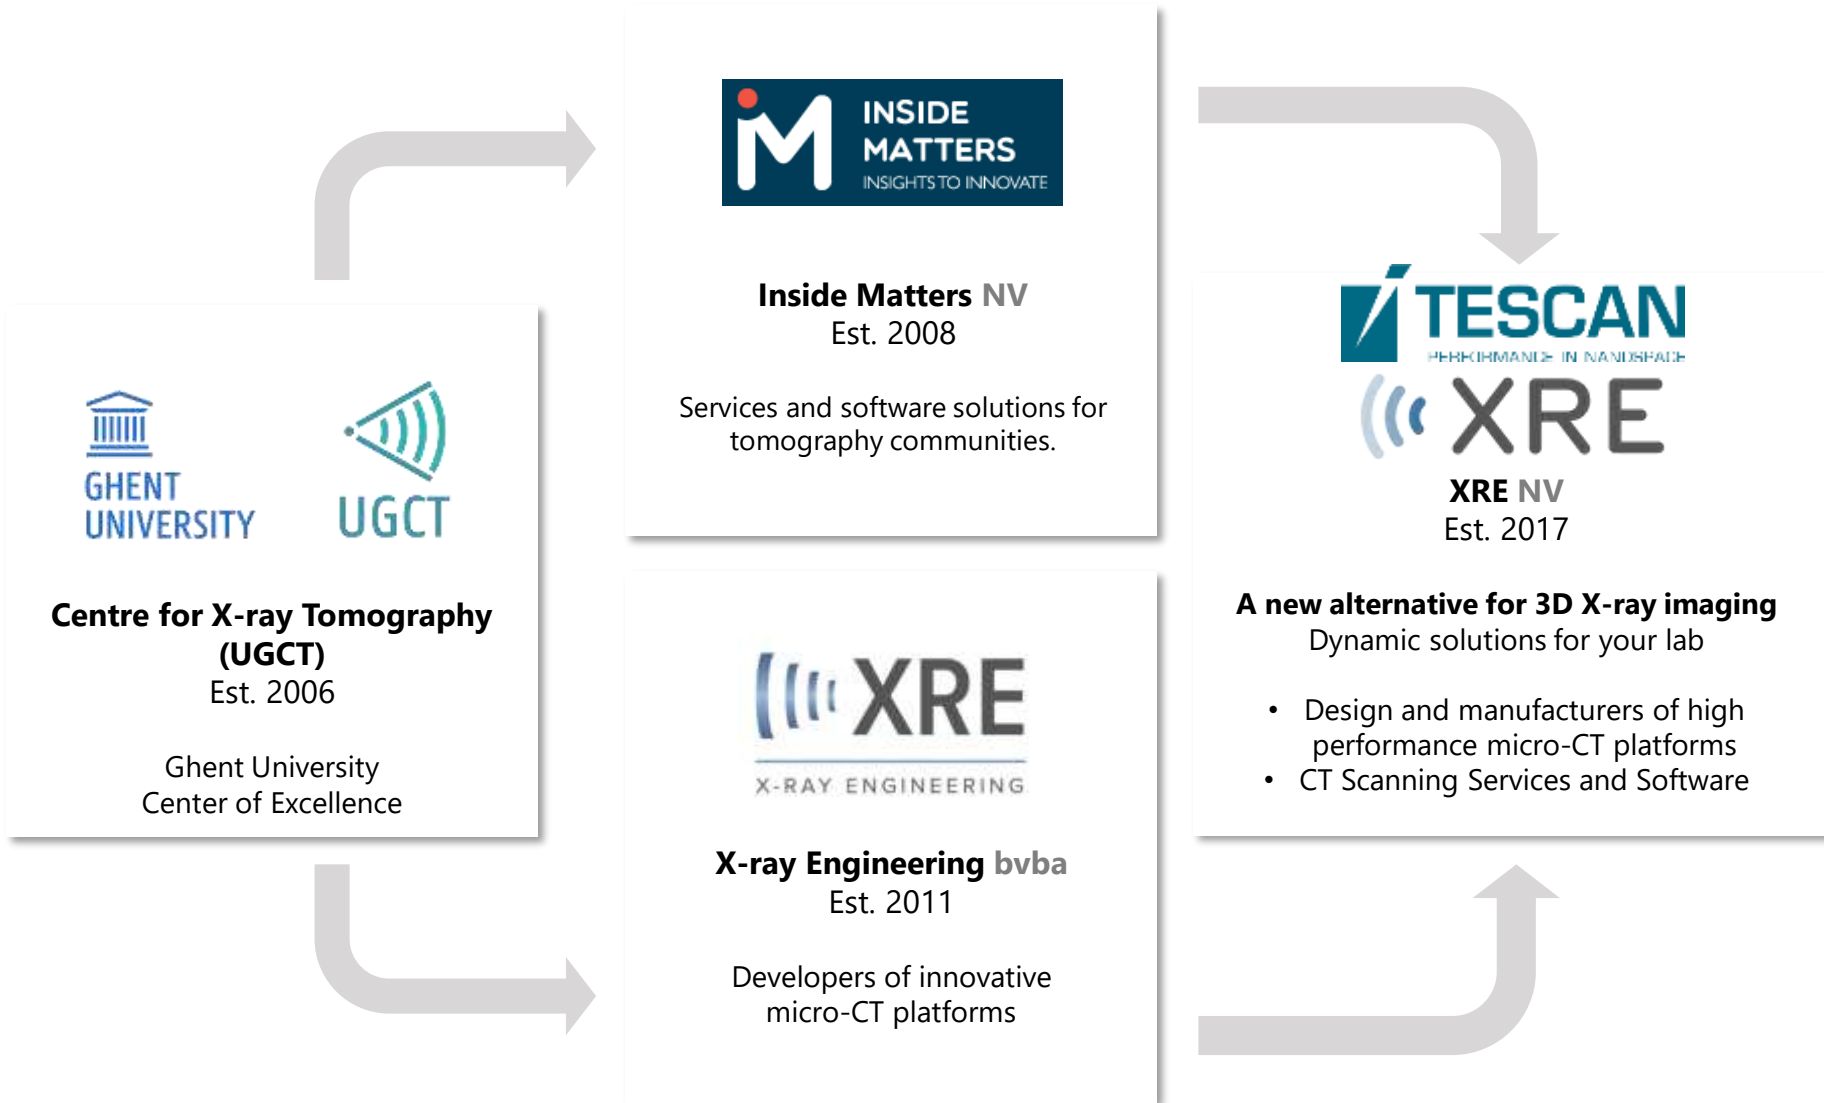 GHENT
UNIVERSITY
UGCT
Centre for X-ray Tomography
(UGCT)
Est. 2006
Ghent University
Center of Excellence
INSIDE
MATTERS
INSIGHTS TO INNOVATE
Inside Matters NV
Est. 2008
Services and software solutions for
tomography communities.
XRE
X-RAY ENGINEERING
X-ray Engineering bvba
Est. 2011
Developers of innovative
micro-CT platforms
TESCAN
PERFORMANCE IN NANOSPACE
XRE
XRE NV
Est. 2017
A new alternative for 3D X-ray imaging
Dynamic solutions for your lab
• Design and manufacturers of high
performance micro-CT platforms
• CT Scanning Services and Software